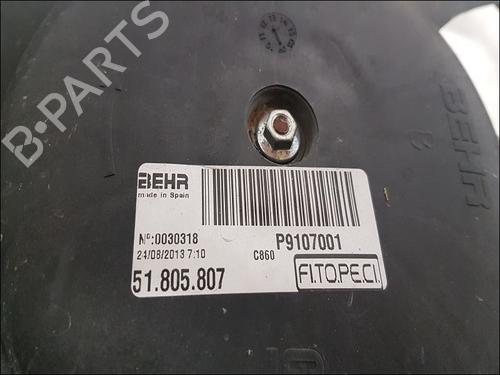 B-PARTS
BEHR
B
BEHR
made in Spain
Nº:0030318
24/08/2013 7:10
C860
P9107001
51.805.807
FI.TO.PE.CI.